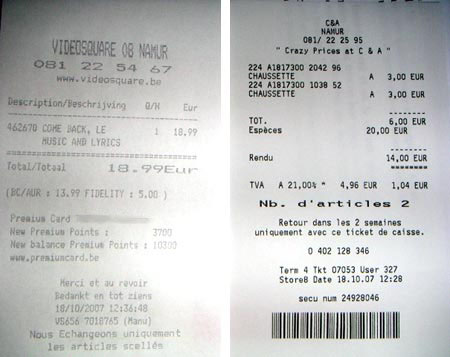 VIDEOSQUARE 08 NAMUR
081 22 54 67
www.videosquare.be
Description/Beschrijving Q/H Eur
462670 COME BACK, LE 1 18.99
MUSIC AND LYRICS
Total/Totaal 18.99Eur
(BC/AUR : 13.99 FIDELITY : 5.00 )
Premium Card
New Premium Points : 3700
New balance Premium Points : 10300
www.premiumcard.be
Merci et au revoir
Bedankt en tot ziens
18/10/2007 12:36:48
(Manu)
Nous Echangeons uniquement
les articles scellés
C&A
NAMUR
081/ 22 25 95
" Crazy Prices at C & A "
224 A1817300 2042 96
CHAUSSETTE A 3,00 EUR
224 A1817300 1038 52
CHAUSSETTE A 3,00 EUR
TOT. 6,00 EUR
Espèces 20,00 EUR
Rendu 14,00 EUR
TVA A 21,00% * 4,96 EUR 1,04 EUR
Nb. d'articles 2
Retour dans les 2 semaines
uniquement avec ce ticket de caisse.
0 402 128 346
Term 4 Tkt 07053 User 327
Store8 Date 18.10.07 12:28
secu num 24928046